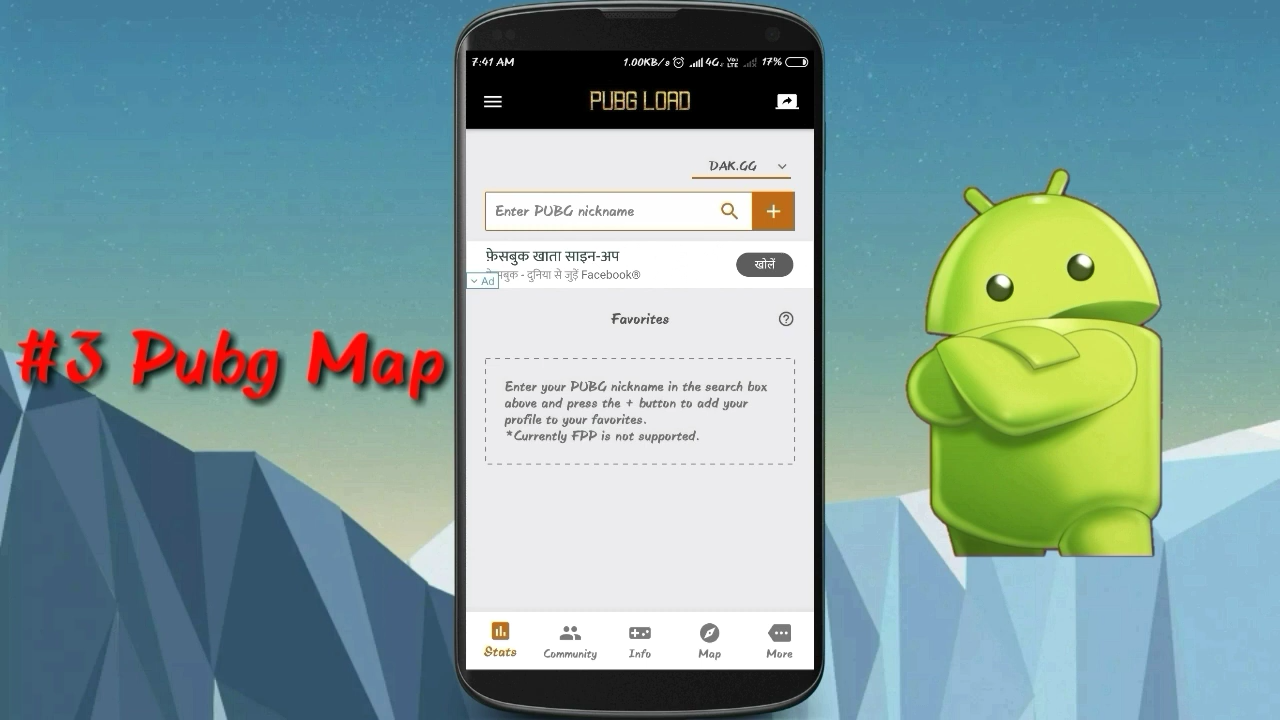 7:41 AM 1.00KB/s 4G VoLTE 17%
PUBG LOAD
DAK.GG
Enter PUBG nickname
फ़ेसबुक खाता साइन-अप
खोलें
दुनिया से जुड़ें Facebook®
Ad
Favorites
#3 Pubg Map
Enter your PUBG nickname in the search box
above and press the + button to add your
profile to your favorites.
*Currently FPP is not supported.
Stats Community Info Map More